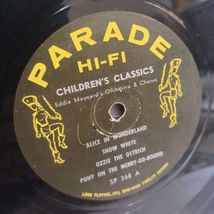 PARADE
HI-FI
CHILDREN'S CLASSICS
Eddie Maynard's Orchestra & Chorus
ALICE IN WONDERLAND
SNOW WHITE
OZZIE THE OSTRICH
PONY ON THE MERRY-GO-ROUND
SP 368 A